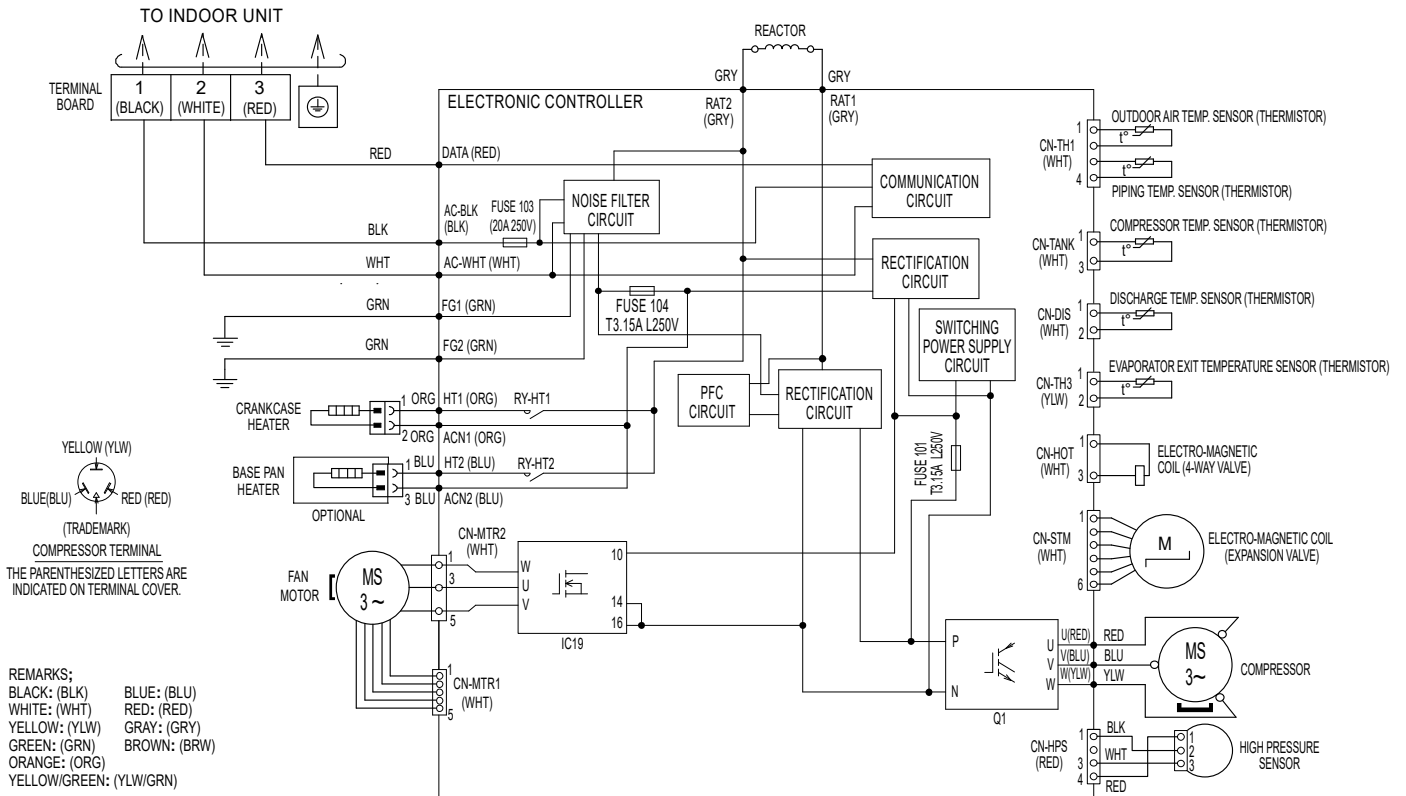 TO INDOOR UNIT
TERMINAL
BOARD
1
(BLACK)
2
(WHITE)
3
(RED)
REACTOR
GRY
GRY
RAT2
(GRY)
RAT1
(GRY)
ELECTRONIC CONTROLLER
RED
DATA (RED)
BLK
AC-BLK
(BLK)
FUSE 103
(20A 250V)
NOISE FILTER
CIRCUIT
COMMUNICATION
CIRCUIT
WHT
AC-WHT (WHT)
RECTIFICATION
CIRCUIT
GRN
FG1 (GRN)
FUSE 104
T3.15A L250V
SWITCHING
POWER SUPPLY
CIRCUIT
GRN
FG2 (GRN)
PFC
CIRCUIT
RECTIFICATION
CIRCUIT
CRANKCASE
HEATER
1 ORG
HT1 (ORG)
RY-HT1
2 ORG
ACN1 (ORG)
BASE PAN
HEATER
1 BLU
HT2 (BLU)
RY-HT2
3 BLU
ACN2 (BLU)
OPTIONAL
FUSE 101
T3.15A L250V
YELLOW (YLW)
BLUE(BLU)
RED (RED)
(TRADEMARK)
COMPRESSOR TERMINAL
THE PARENTHESIZED LETTERS ARE
INDICATED ON TERMINAL COVER.
FAN
MOTOR
MS
3~
CN-MTR2
(WHT)
1
3
5
W
U
V
10
14
16
IC19
1
CN-MTR1
(WHT)
5
P
N
U
V
W
Q1
U(RED)
V(BLU)
W(YLW)
RED
BLU
YLW
MS
3~
COMPRESSOR
CN-TH1
(WHT)
1
4
OUTDOOR AIR TEMP. SENSOR (THERMISTOR)
t°
t°
PIPING TEMP. SENSOR (THERMISTOR)
COMPRESSOR TEMP. SENSOR (THERMISTOR)
CN-TANK
(WHT)
1
3
t°
DISCHARGE TEMP. SENSOR (THERMISTOR)
CN-DIS
(WHT)
1
2
t°
EVAPORATOR EXIT TEMPERATURE SENSOR (THERMISTOR)
CN-TH3
(YLW)
1
2
t°
CN-HOT
(WHT)
1
3
ELECTRO-MAGNETIC
COIL (4-WAY VALVE)
CN-STM
(WHT)
1
6
M
ELECTRO-MAGNETIC COIL
(EXPANSION VALVE)
CN-HPS
(RED)
1
3
4
BLK
WHT
RED
1
2
3
HIGH PRESSURE
SENSOR
REMARKS;
BLACK: (BLK) BLUE: (BLU)
WHITE: (WHT) RED: (RED)
YELLOW: (YLW) GRAY: (GRY)
GREEN: (GRN) BROWN: (BRW)
ORANGE: (ORG)
YELLOW/GREEN: (YLW/GRN)